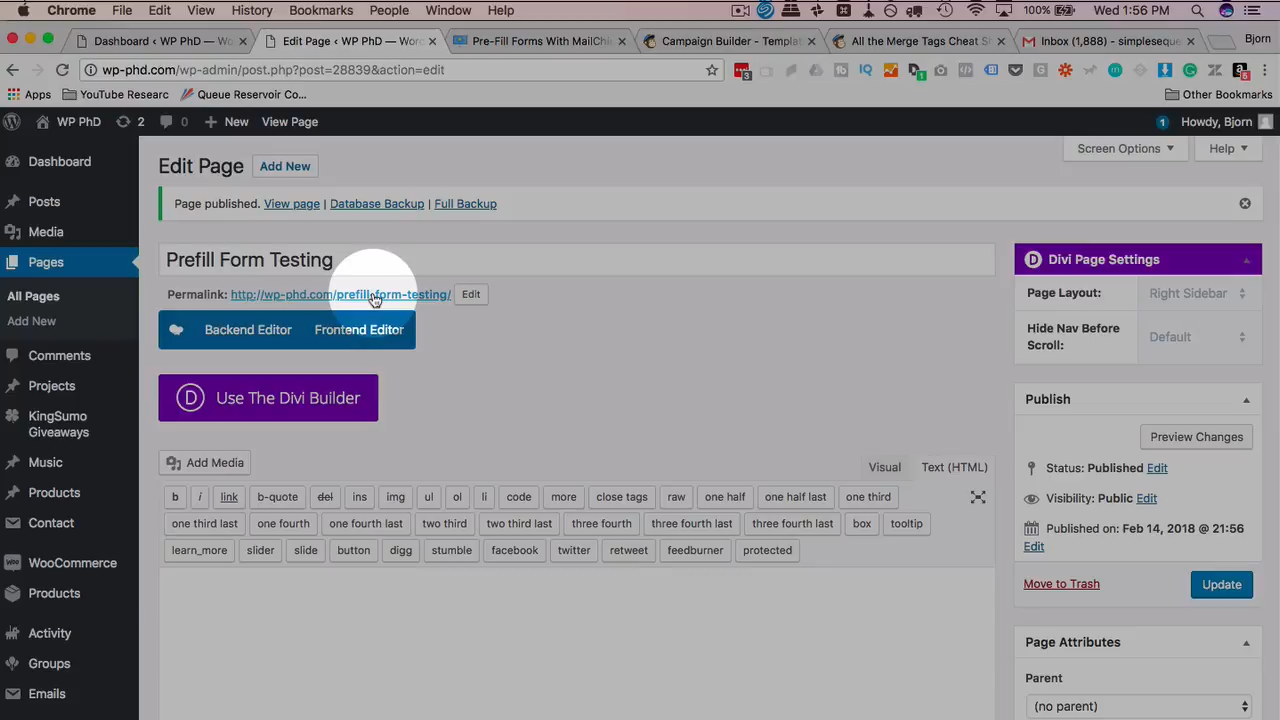 Chrome File Edit View History Bookmarks People Window Help 100% Wed 1:56 PM
Dashboard ‹ WP PhD — WordP × Edit Page ‹ WP PhD — Wor × Pre-Fill Forms With MailChi × Campaign Builder - Templat × All the Merge Tags Cheat S × Inbox (1,888) - simpleseque × Bjorn
wp-phd.com/wp-admin/post.php?post=28839&action=edit
Apps YouTube Researc Queue Reservoir Co... Other Bookmarks
WP PhD 2 0 New View Page 1 Howdy, Bjorn
Dashboard
Posts
Media
Pages
All Pages
Add New
Comments
Projects
KingSumo
Giveaways
Music
Products
Contact
WooCommerce
Products
Activity
Groups
Emails
Screen Options Help
Edit Page Add New
Page published. View page | Database Backup | Full Backup
Prefill Form Testing
Permalink: http://wp-phd.com/prefill-form-testing/ Edit
Backend Editor Frontend Editor
D Use The Divi Builder
Add Media Visual Text (HTML)
b i link b-quote del ins img ul ol li code more close tags raw one half one half last one third
one third last one fourth one fourth last two third two third last three fourth three fourth last three fourth last box tooltip
learn_more slider slide button digg stumble facebook twitter retweet feedburner protected
D Divi Page Settings
Page Layout: Right Sidebar
Hide Nav Before
Scroll: Default
Publish
Preview Changes
Status: Published Edit
Visibility: Public Edit
Published on: Feb 14, 2018 @ 21:56
Edit
Move to Trash Update
Page Attributes
Parent
(no parent)